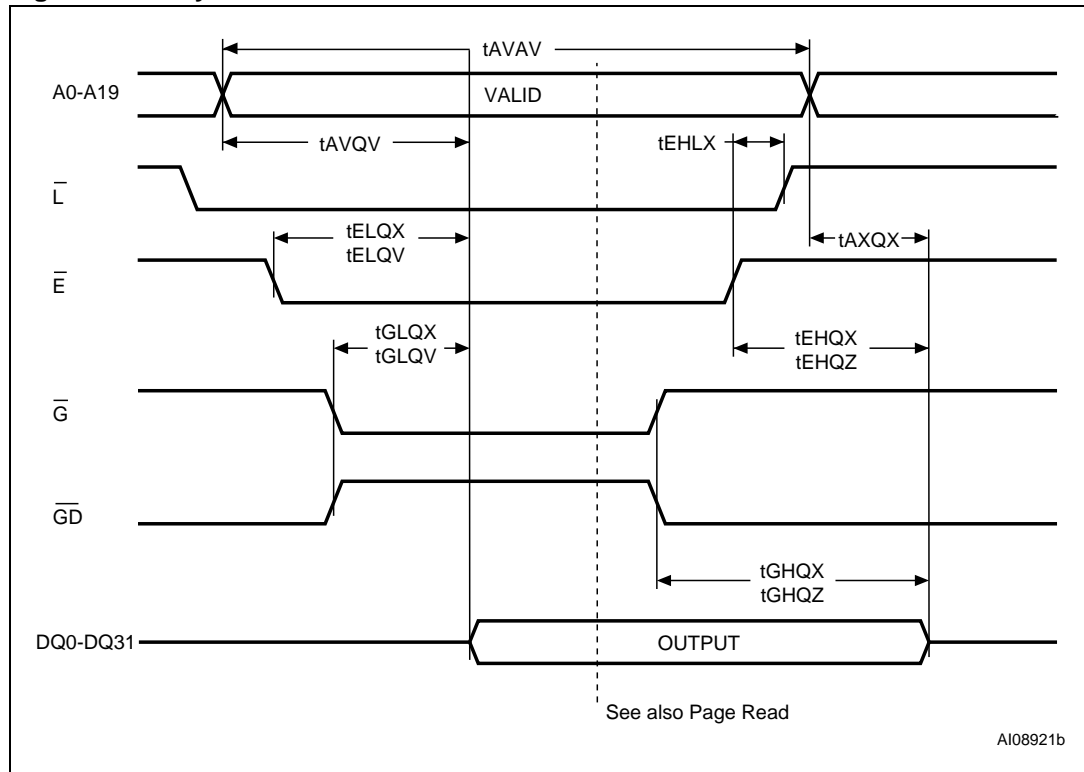 tAVAV
A0-A19
VALID
tAVQV
tEHLX
L̅
tELQX
tELQV
tAXQX
E̅
tGLQX
tGLQV
tEHQX
tEHQZ
G̅
G̅D̅
tGHQX
tGHQZ
DQ0-DQ31
OUTPUT
See also Page Read
AI08921b